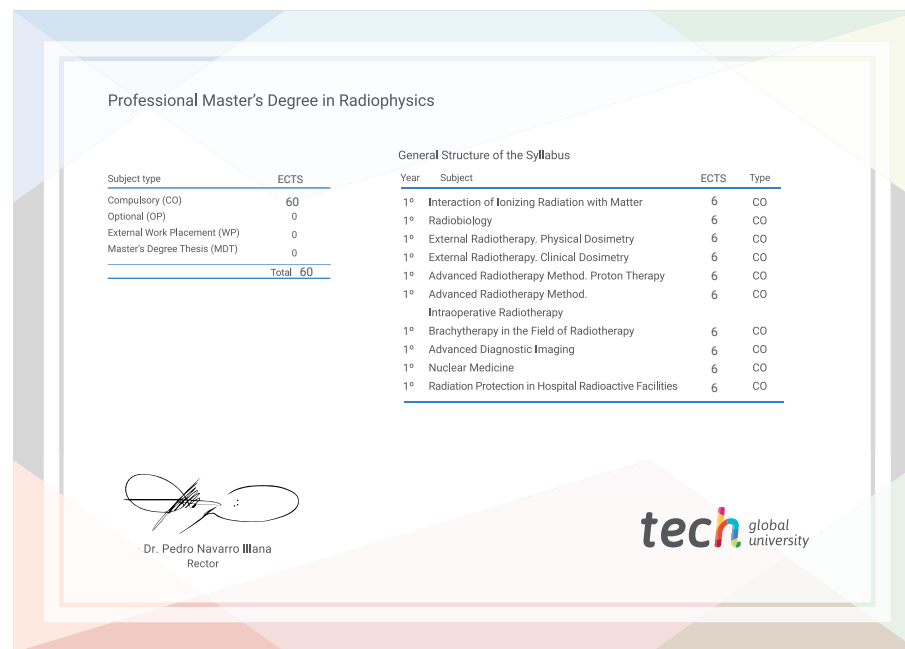 Professional Master's Degree in Radiophysics
Subject type ECTS
Compulsory (CO) 60
Optional (OP) 0
External Work Placement (WP) 0
Master's Degree Thesis (MDT) 0
Total 60
General Structure of the Syllabus
Year Subject ECTS Type
1º Interaction of Ionizing Radiation with Matter 6 CO
1º Radiobiology 6 CO
1º External Radiotherapy. Physical Dosimetry 6 CO
1º External Radiotherapy. Clinical Dosimetry 6 CO
1º Advanced Radiotherapy Method. Proton Therapy 6 CO
1º Advanced Radiotherapy Method. 6 CO
Intraoperative Radiotherapy
1º Brachytherapy in the Field of Radiotherapy 6 CO
1º Advanced Diagnostic Imaging 6 CO
1º Nuclear Medicine 6 CO
1º Radiation Protection in Hospital Radioactive Facilities 6 CO
Dr. Pedro Navarro Illana
Rector
tech global
university